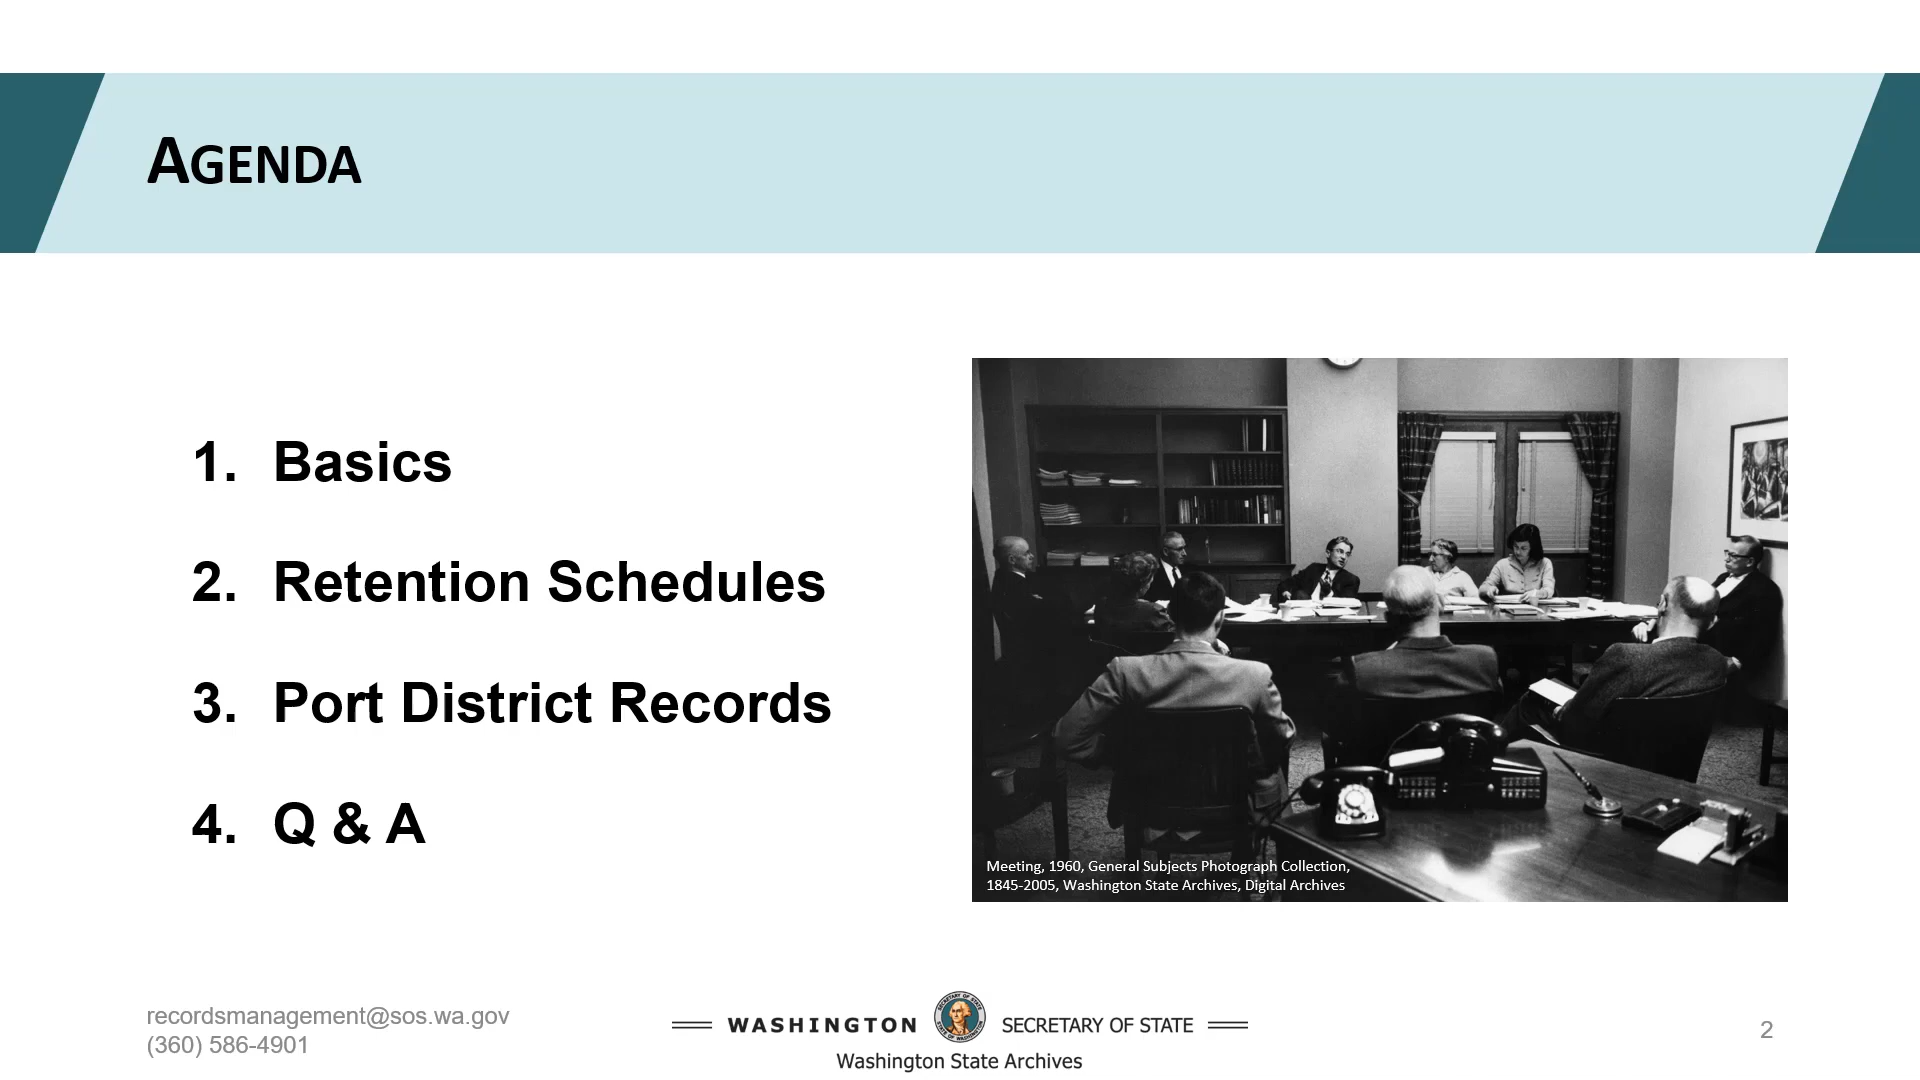 AGENDA
1. Basics
2. Retention Schedules
3. Port District Records
4. Q & A
Meeting, 1960, General Subjects Photograph Collection,
1845-2005, Washington State Archives, Digital Archives
recordsmanagement@sos.wa.gov
(360) 586-4901
WASHINGTON SECRETARY OF STATE
Washington State Archives
2